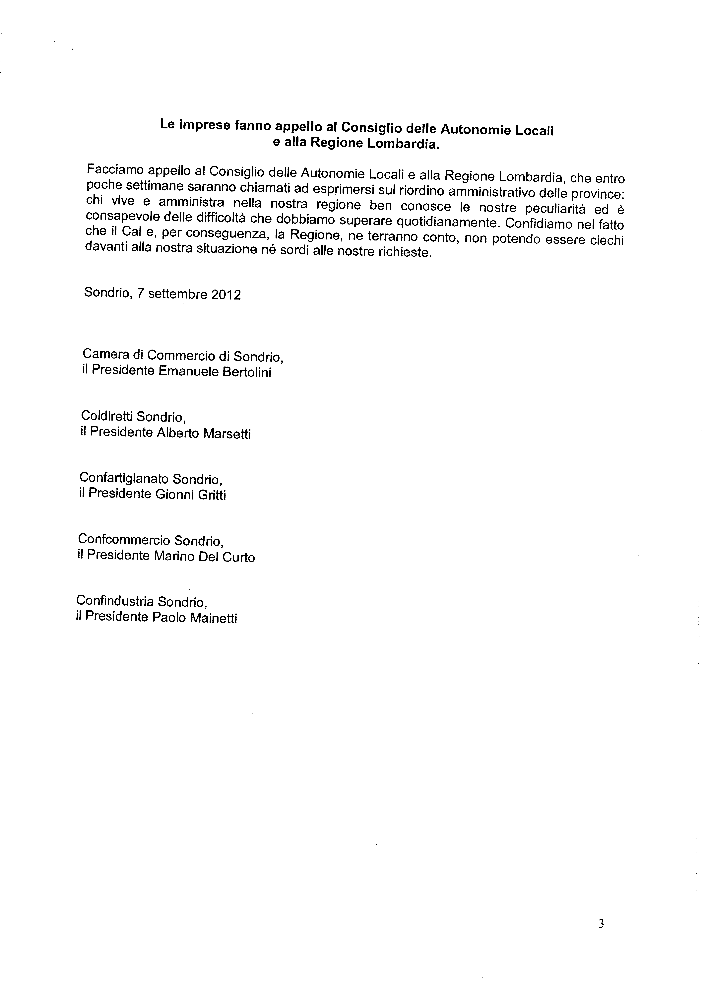 Le imprese fanno appello al Consiglio delle Autonomie Locali
e alla Regione Lombardia.
Facciamo appello al Consiglio delle Autonomie Locali e alla Regione Lombardia, che entro
poche settimane saranno chiamati ad esprimersi sul riordino amministrativo delle province:
chi vive e amministra nella nostra regione ben conosce le nostre peculiarità ed è
consapevole delle difficoltà che dobbiamo superare quotidianamente. Confidiamo nel fatto
che il Cal e, per conseguenza, la Regione, ne terranno conto, non potendo essere ciechi
davanti alla nostra situazione né sordi alle nostre richieste.
Sondrio, 7 settembre 2012
Camera di Commercio di Sondrio,
il Presidente Emanuele Bertolini
Coldiretti Sondrio,
il Presidente Alberto Marsetti
Confartigianato Sondrio,
il Presidente Gionni Gritti
Confcommercio Sondrio,
il Presidente Marino Del Curto
Confindustria Sondrio,
il Presidente Paolo Mainetti
3